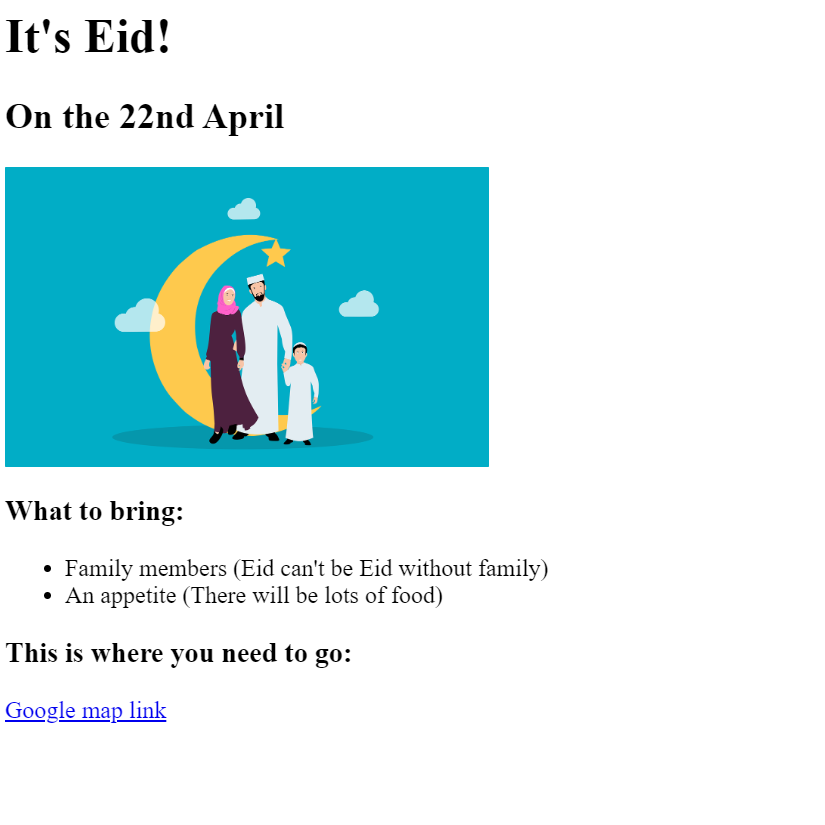 It's Eid!
On the 22nd April
What to bring:
Family members (Eid can't be Eid without family)
An appetite (There will be lots of food)
This is where you need to go:
Google map link